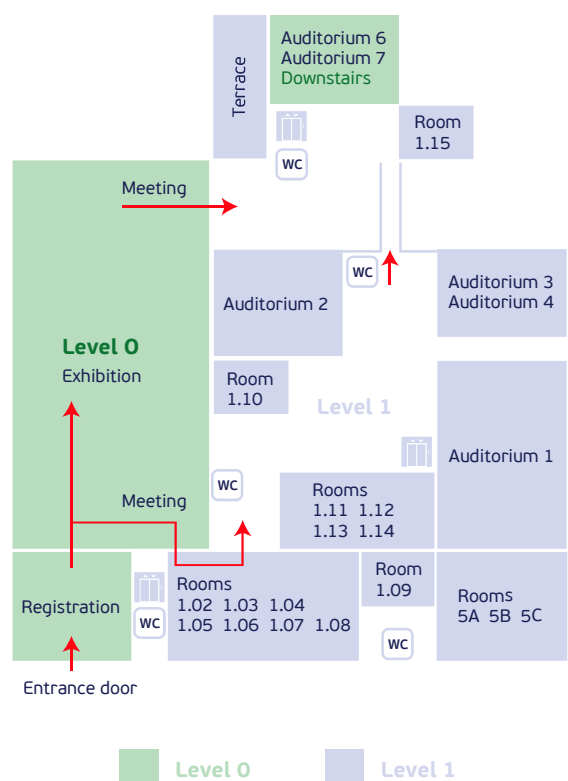 Auditorium 6
Auditorium 7
Downstairs
Terrace
Room
1.15
WC
Meeting
WC
Auditorium 3
Auditorium 4
Auditorium 2
Level 0
Exhibition
Room
1.10
Level 1
Auditorium 1
WC
Meeting
Rooms
1.11 1.12
1.13 1.14
Registration
WC
Rooms
1.02 1.03 1.04
1.05 1.06 1.07 1.08
Room
1.09
WC
Rooms
5A 5B 5C
Entrance door
Level 0
Level 1